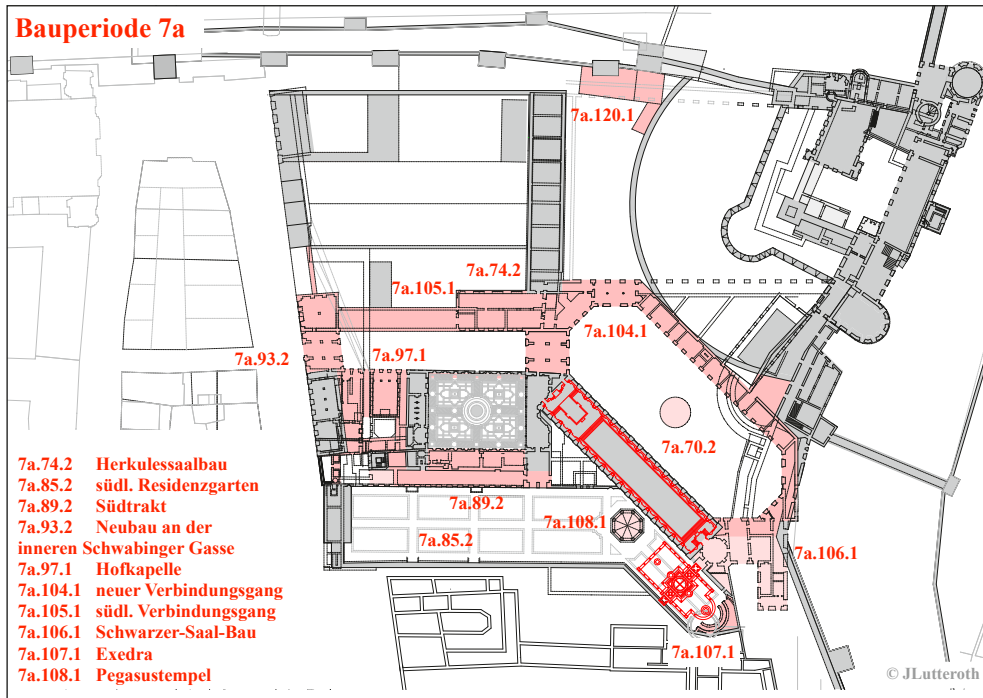 Bauperiode 7a
7a.120.1
7a.74.2
7a.105.1
7a.104.1
7a.93.2
7a.97.1
7a.70.2
7a.89.2
7a.108.1
7a.85.2
7a.106.1
7a.107.1
7a.74.2 Herkulessaalbau
7a.85.2 südl. Residenzgarten
7a.89.2 Südtrakt
7a.93.2 Neubau an der
inneren Schwabinger Gasse
7a.97.1 Hofkapelle
7a.104.1 neuer Verbindungsgang
7a.105.1 südl. Verbindungsgang
7a.106.1 Schwarzer-Saal-Bau
7a.107.1 Exedra
7a.108.1 Pegasustempel
© JLutteroth